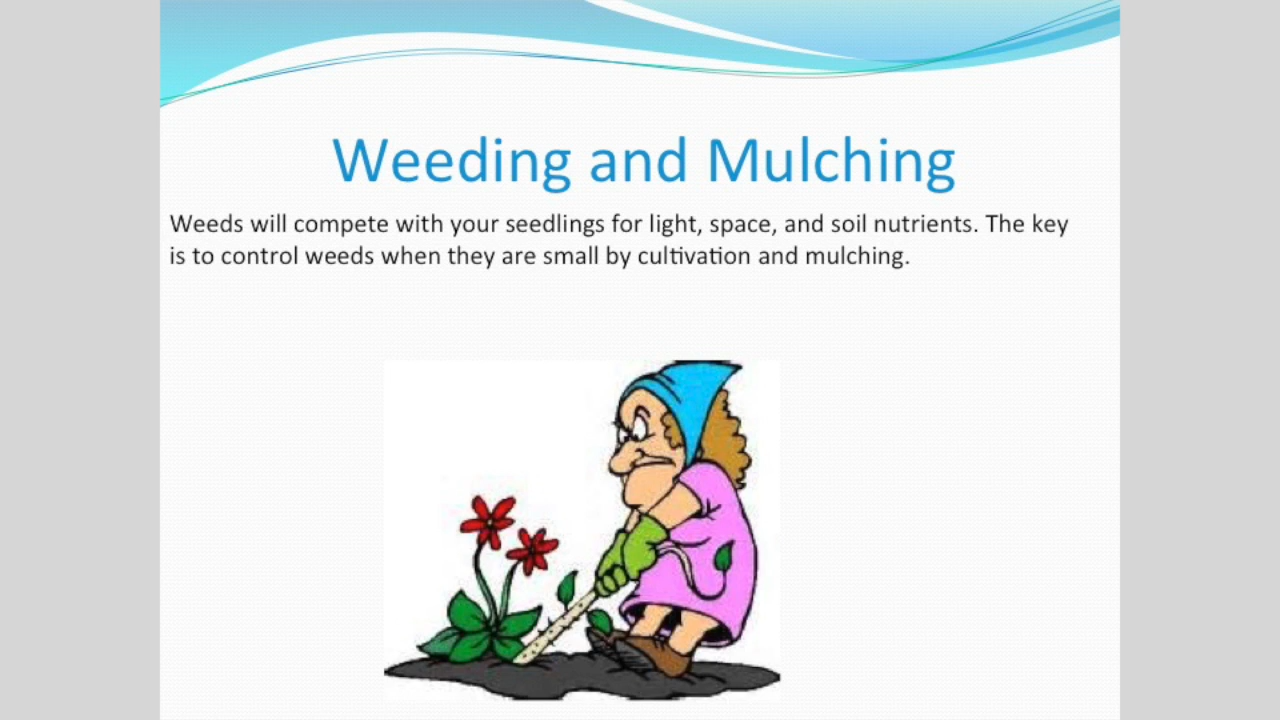 Weeding and Mulching
Weeds will compete with your seedlings for light, space, and soil nutrients. The key
is to control weeds when they are small by cultivation and mulching.